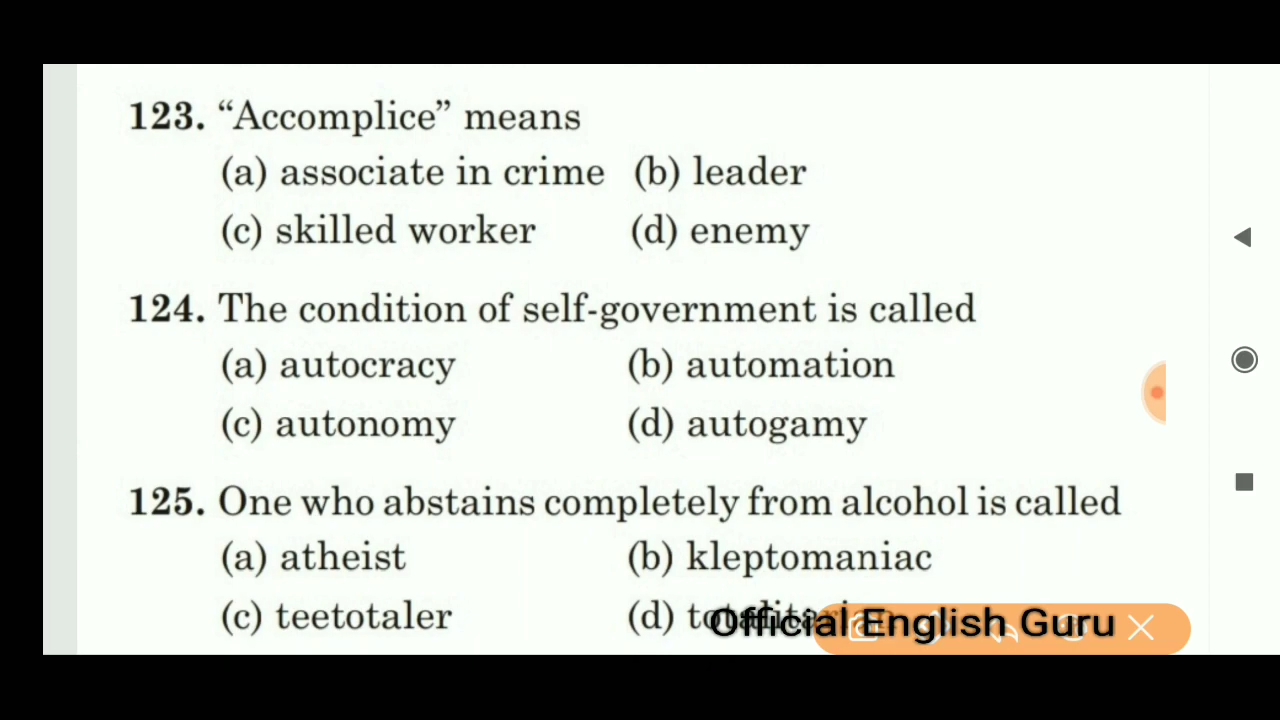 123. “Accomplice” means
(a) associate in crime (b) leader
(c) skilled worker (d) enemy
124. The condition of self-government is called
(a) autocracy (b) automation
(c) autonomy (d) autogamy
125. One who abstains completely from alcohol is called
(a) atheist (b) kleptomaniac
(c) teetotaler (d) totalitarian
Official English Guru